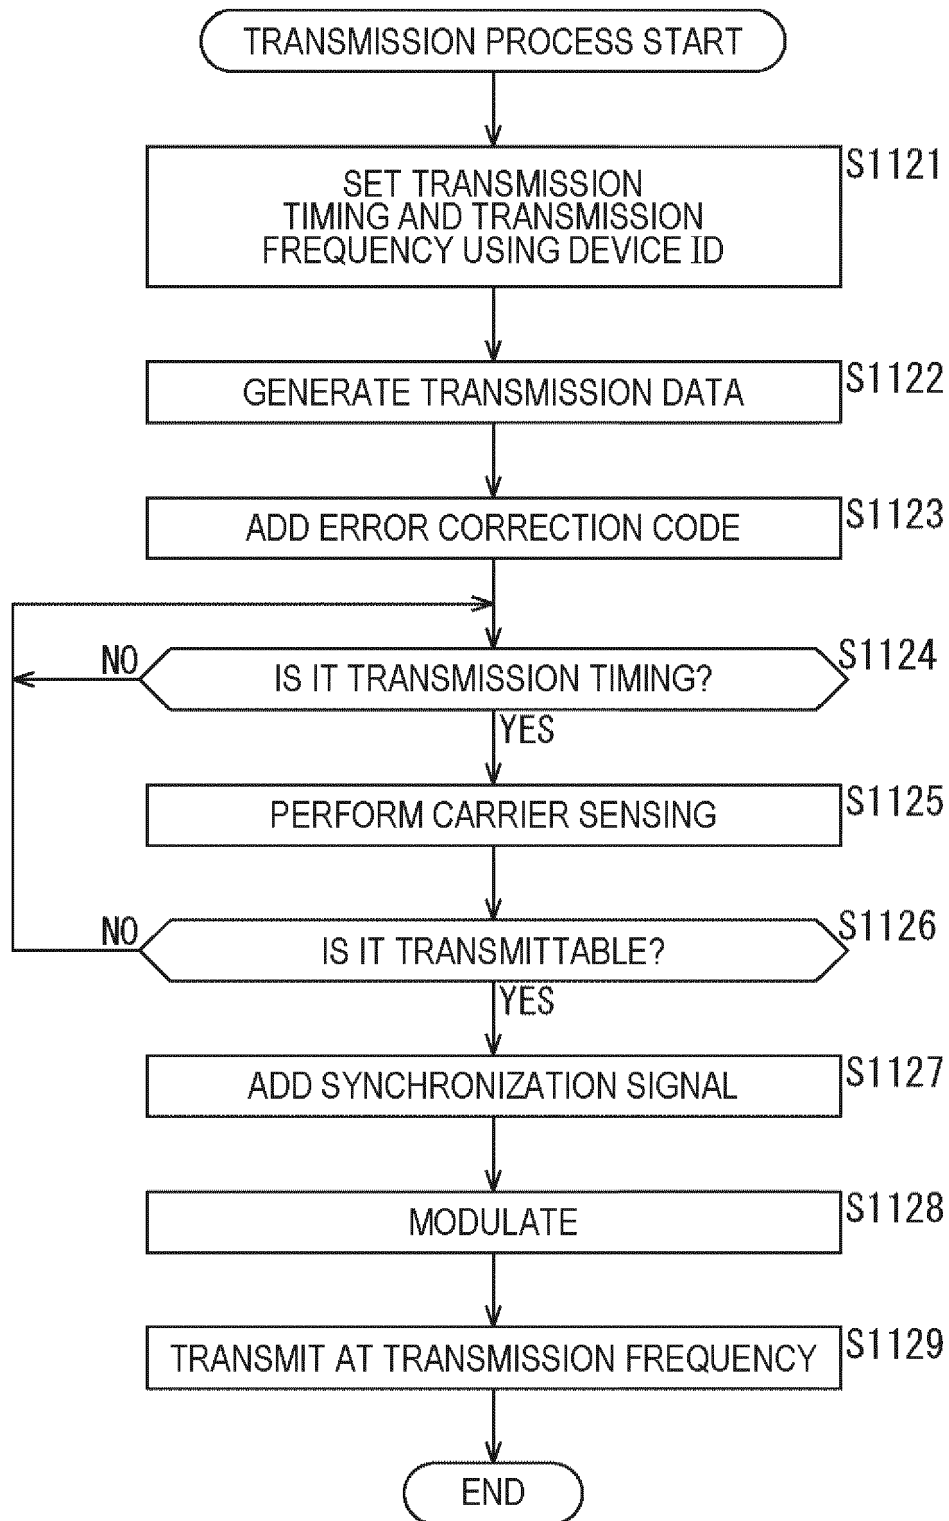 TRANSMISSION PROCESS START
S1121
SET TRANSMISSION
TIMING AND TRANSMISSION
FREQUENCY USING DEVICE ID
S1122
GENERATE TRANSMISSION DATA
S1123
ADD ERROR CORRECTION CODE
S1124
NO
IS IT TRANSMISSION TIMING?
YES
S1125
PERFORM CARRIER SENSING
S1126
NO
IS IT TRANSMITTABLE?
YES
S1127
ADD SYNCHRONIZATION SIGNAL
S1128
MODULATE
S1129
TRANSMIT AT TRANSMISSION FREQUENCY
END